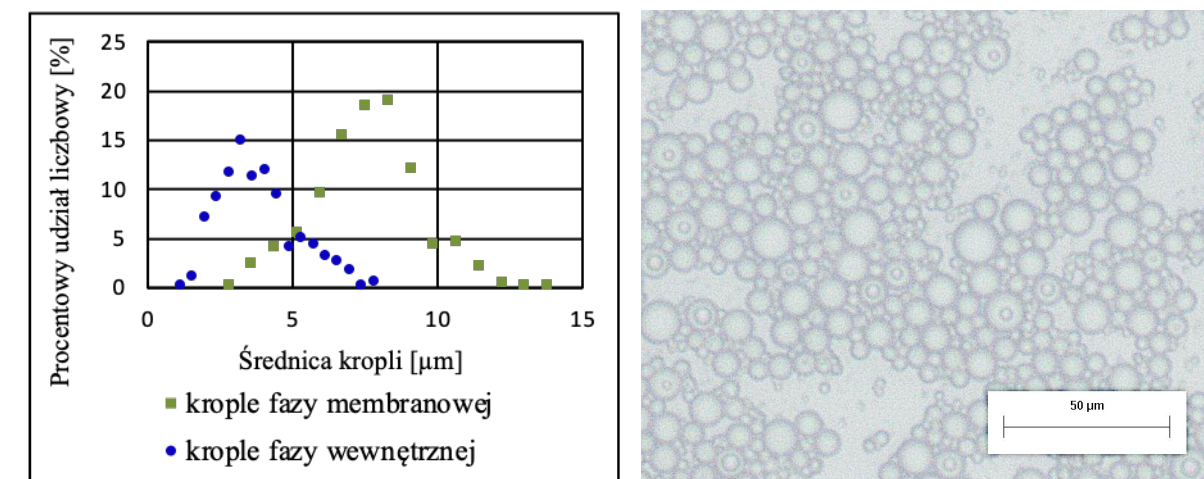 Procentowy udział liczbowy [%]
25
20
15
10
5
0
0 5 10 15
Średnica kropli [µm]
krople fazy membranowej
krople fazy wewnętrznej
50 µm